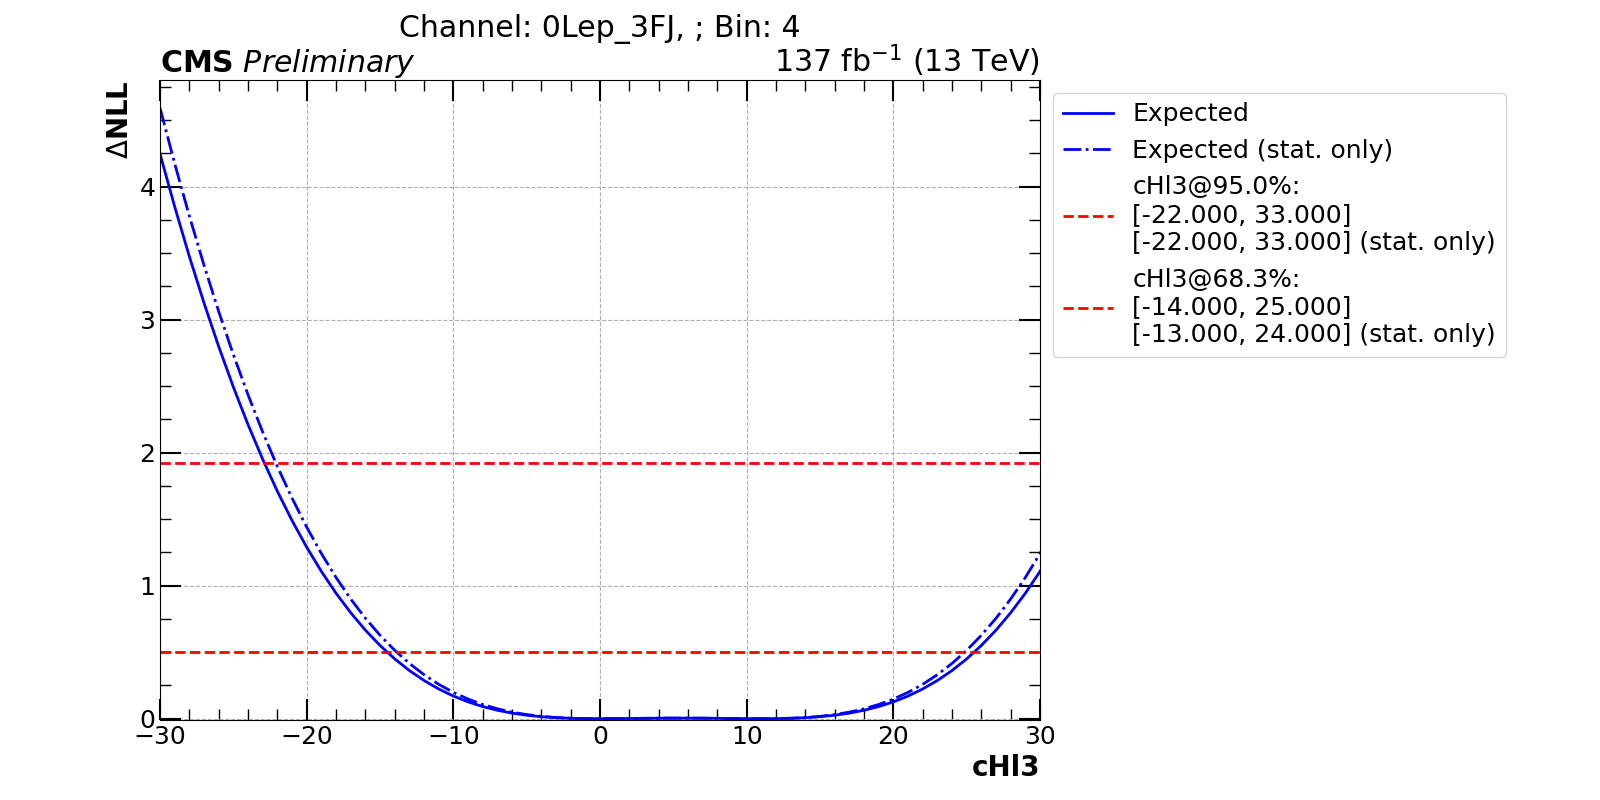 Channel: 0Lep_3FJ, ; Bin: 4
CMS Preliminary
137 fb⁻¹ (13 TeV)
ΔNLL
4
3
2
1
0
−30
−20
−10
0
10
20
30
cHl3
Expected
Expected (stat. only)
cHl3@95.0%:
[-22.000, 33.000]
[-22.000, 33.000] (stat. only)
cHl3@68.3%:
[-14.000, 25.000]
[-13.000, 24.000] (stat. only)